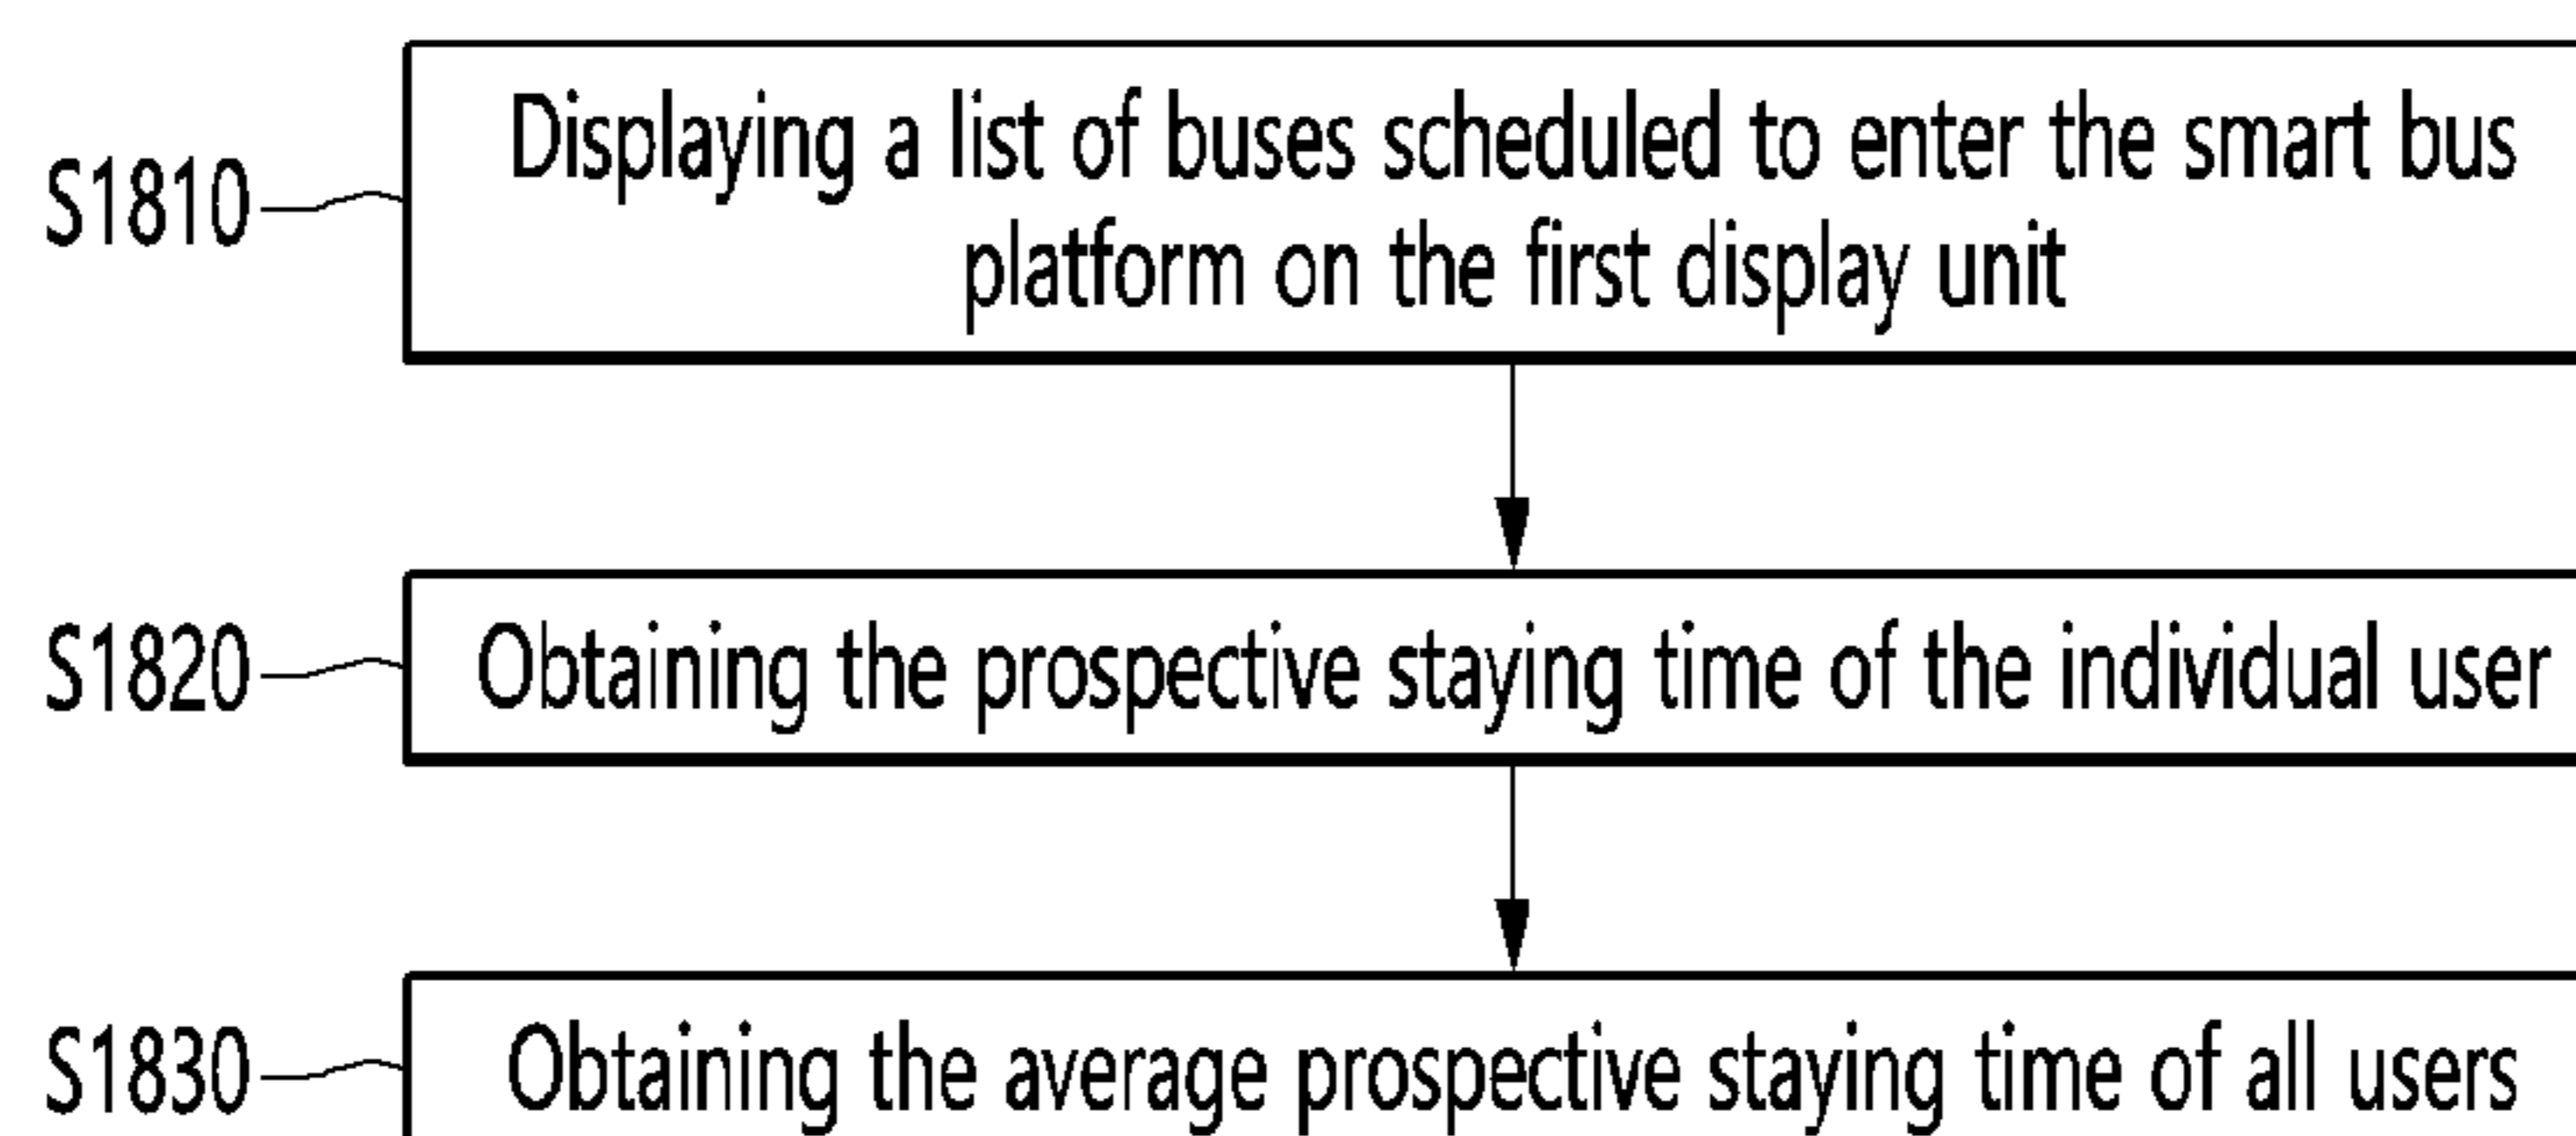 S1810
Displaying a list of buses scheduled to enter the smart bus
platform on the first display unit
S1820
Obtaining the prospective staying time of the individual user
S1830
Obtaining the average prospective staying time of all users